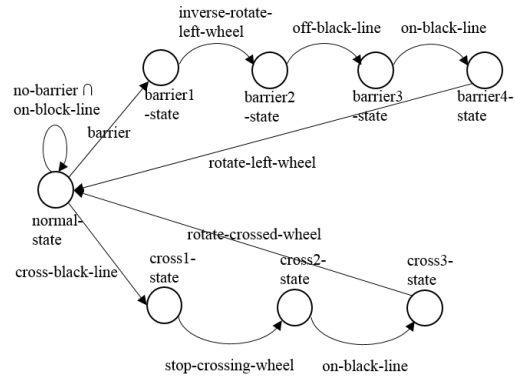 inverse-rotate-
left-wheel
off-black-line
on-black-line
no-barrier ∩
on-block-line
barrier
barrier1
-state
barrier2
-state
barrier3
-state
barrier4-
state
rotate-left-wheel
normal-
state
rotate-crossed-wheel
cross-black-line
cross1-
state
cross2-
state
cross3-
state
stop-crossing-wheel
on-black-line